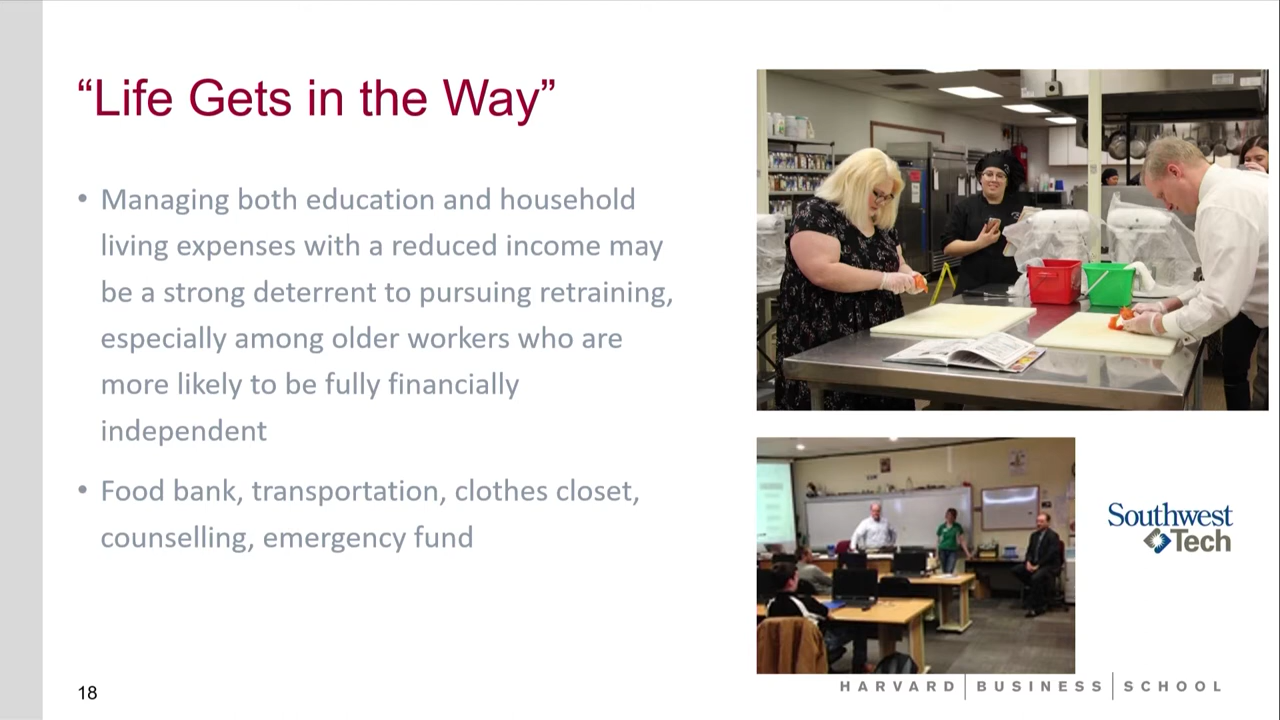 “Life Gets in the Way”
• Managing both education and household
living expenses with a reduced income may
be a strong deterrent to pursuing retraining,
especially among older workers who are
more likely to be fully financially
independent
• Food bank, transportation, clothes closet,
counselling, emergency fund
Southwest
Tech
18
HARVARD | BUSINESS | SCHOOL